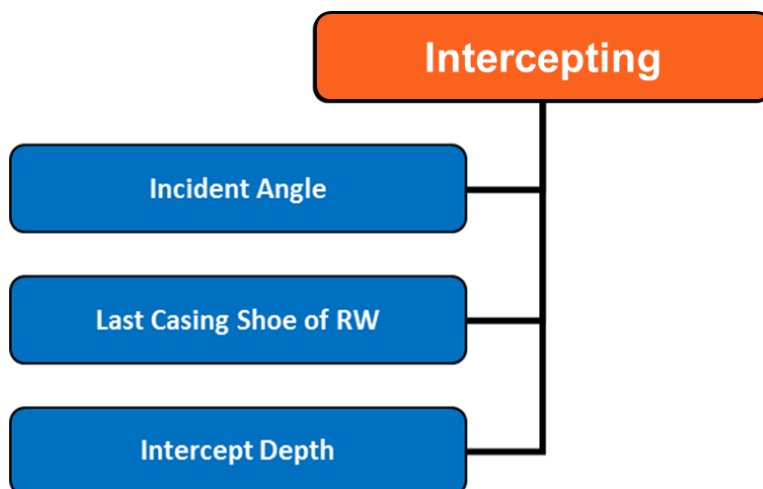 Intercepting
Incident Angle
Last Casing Shoe of RW
Intercept Depth